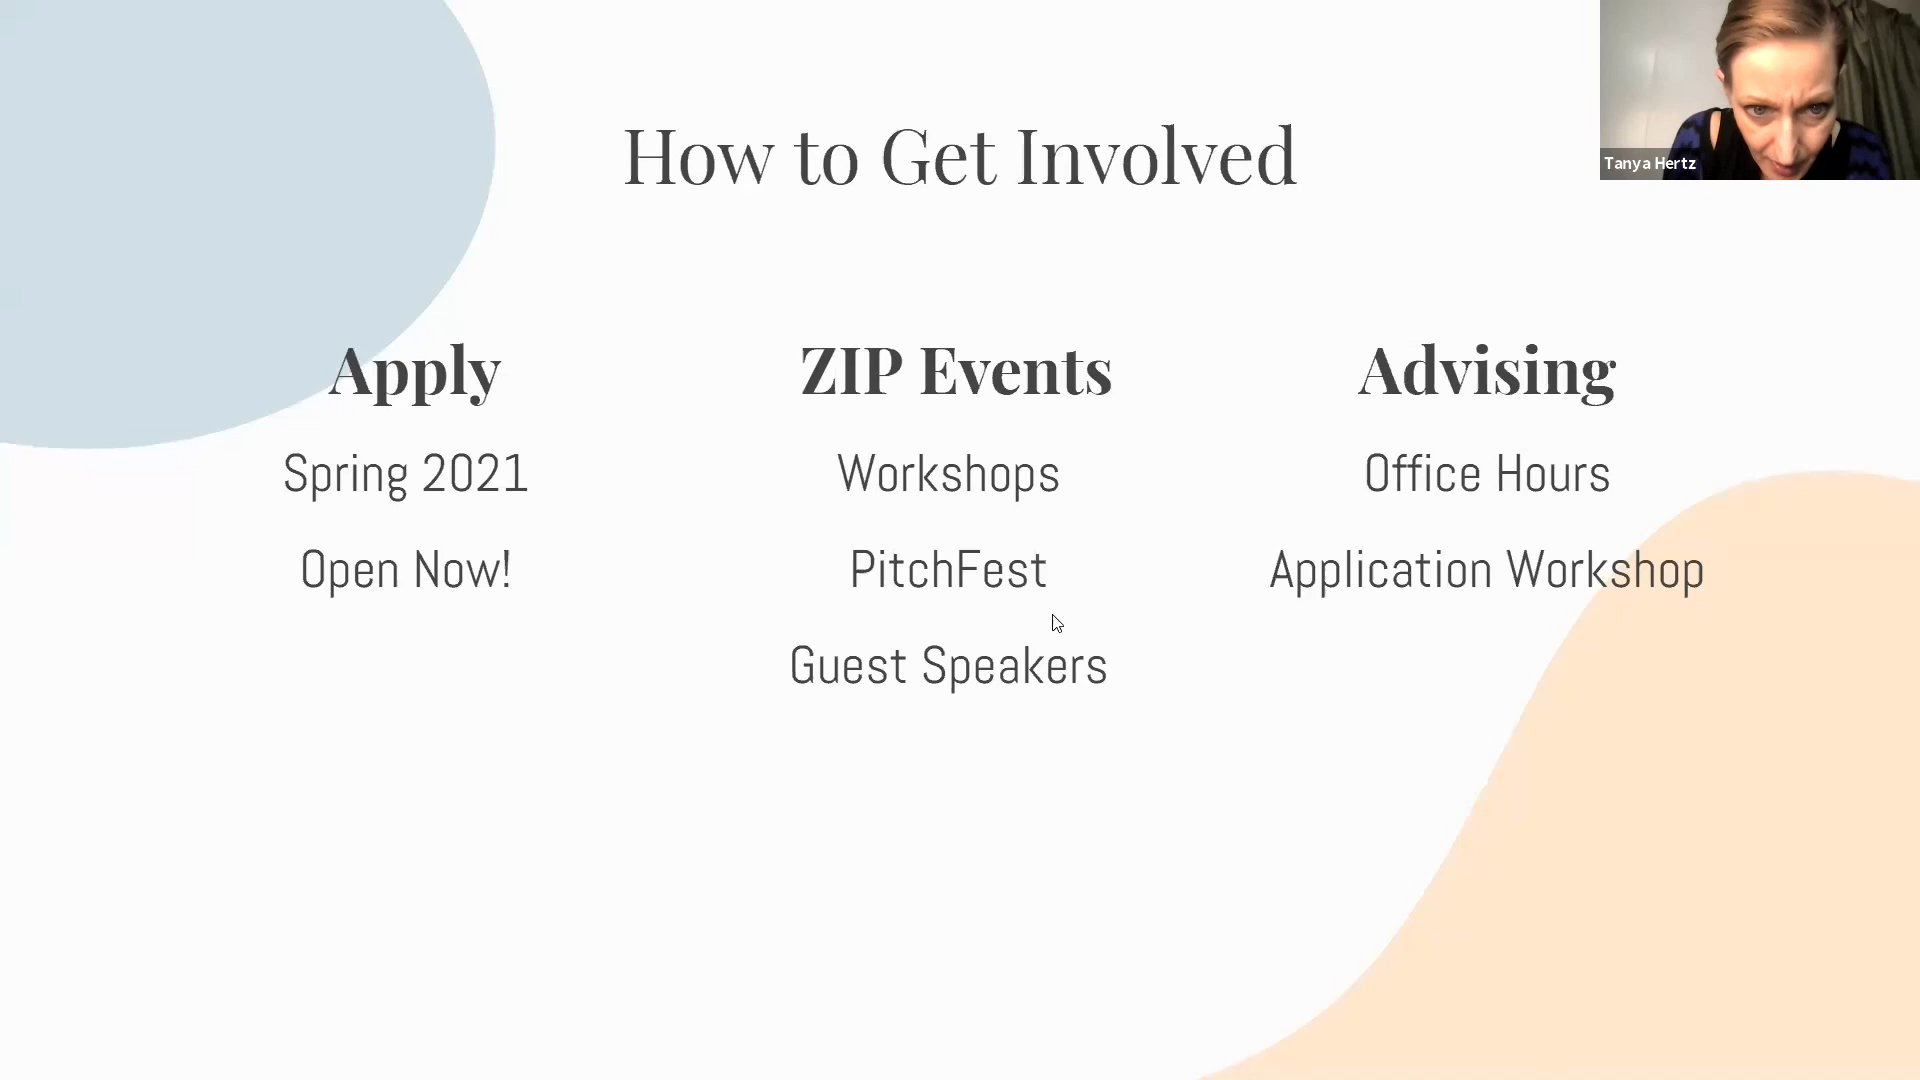 How to Get Involved
Tanya Hertz
Apply
Spring 2021
Open Now!
ZIP Events
Workshops
PitchFest
Guest Speakers
Advising
Office Hours
Application Workshop